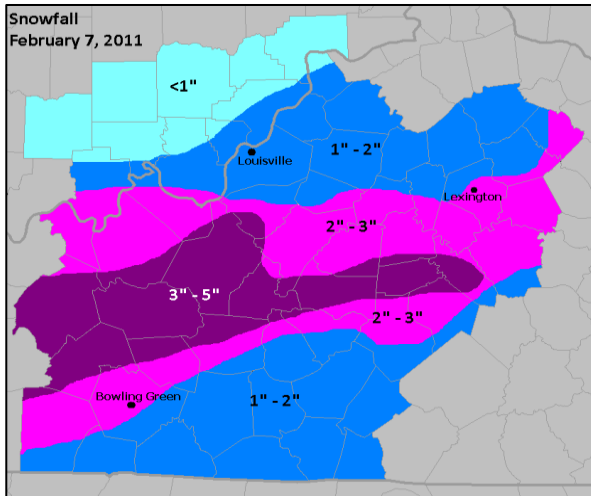 Snowfall
February 7, 2011
<1"
1" - 2"
Louisville
Lexington
2" - 3"
3" - 5"
2" - 3"
Bowling Green
1" - 2"